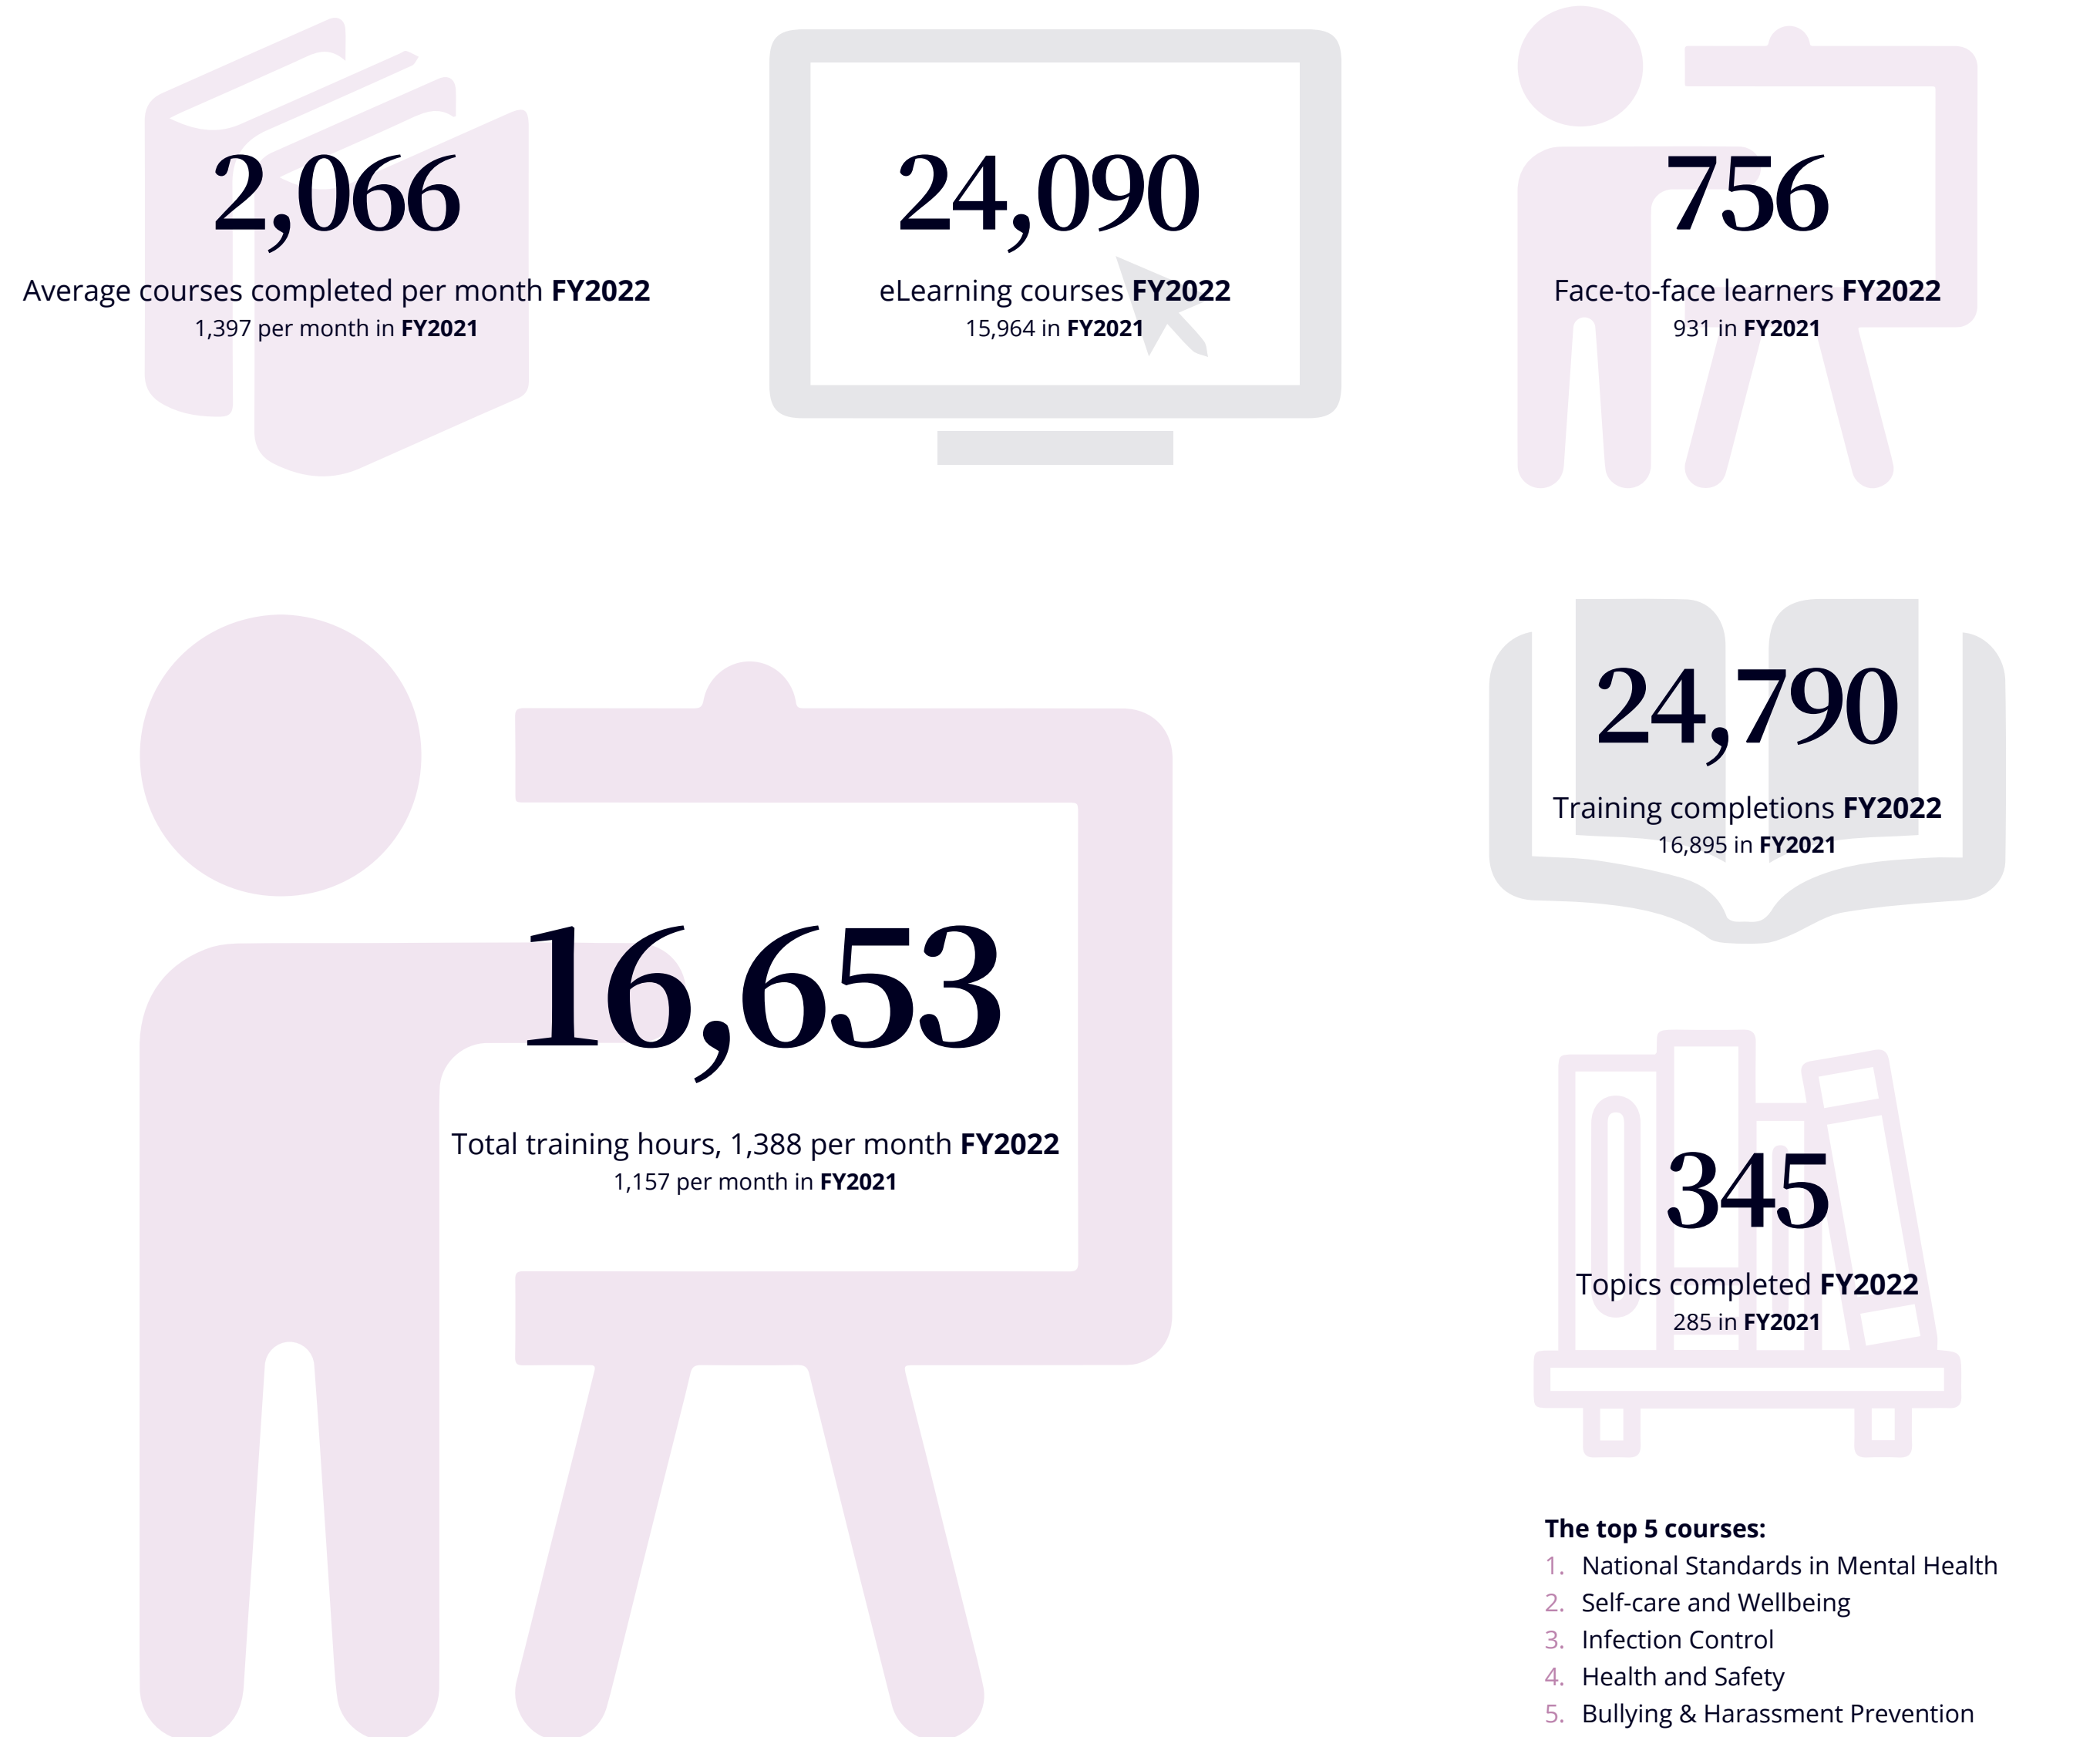 2,066
Average courses completed per month FY2022
1,397 per month in FY2021
24,090
eLearning courses FY2022
15,964 in FY2021
756
Face-to-face learners FY2022
931 in FY2021
16,653
Total training hours, 1,388 per month FY2022
1,157 per month in FY2021
24,790
Training completions FY2022
16,895 in FY2021
345
Topics completed FY2022
285 in FY2021
The top 5 courses:
1. National Standards in Mental Health
2. Self-care and Wellbeing
3. Infection Control
4. Health and Safety
5. Bullying & Harassment Prevention